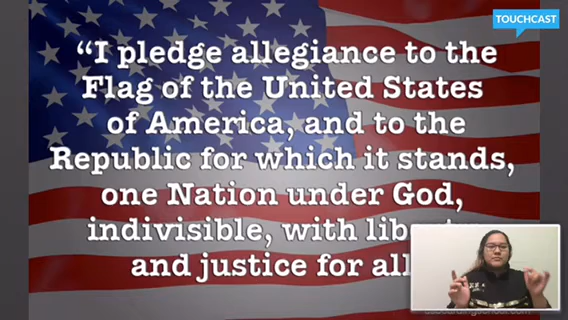 TOUCHCAST
“I pledge allegiance to the
Flag of the United States
of America, and to the
Republic for which it stands,
one Nation under God,
indivisible, with
and justice for all